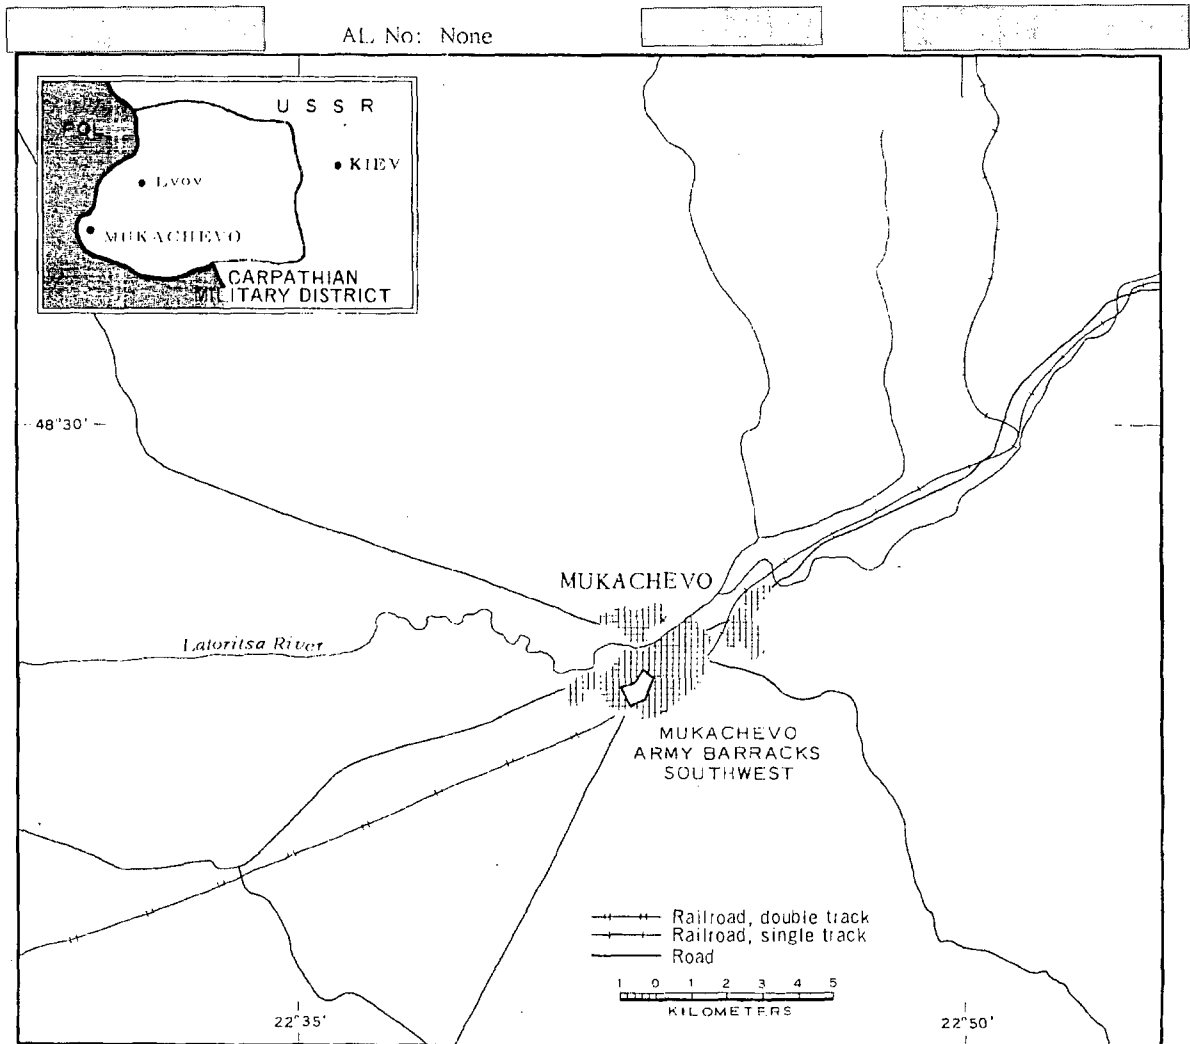 AL No: None
U S S R
POL
KIEV
Lvov
MUKACHEVO
CARPATHIAN
MILITARY DISTRICT
48°30'
MUKACHEVO
Latoritsa River
MUKACHEVO
ARMY BARRACKS
SOUTHWEST
Railroad, double track
Railroad, single track
Road
1 0 1 2 3 4 5
KILOMETERS
22°35'
22°50'